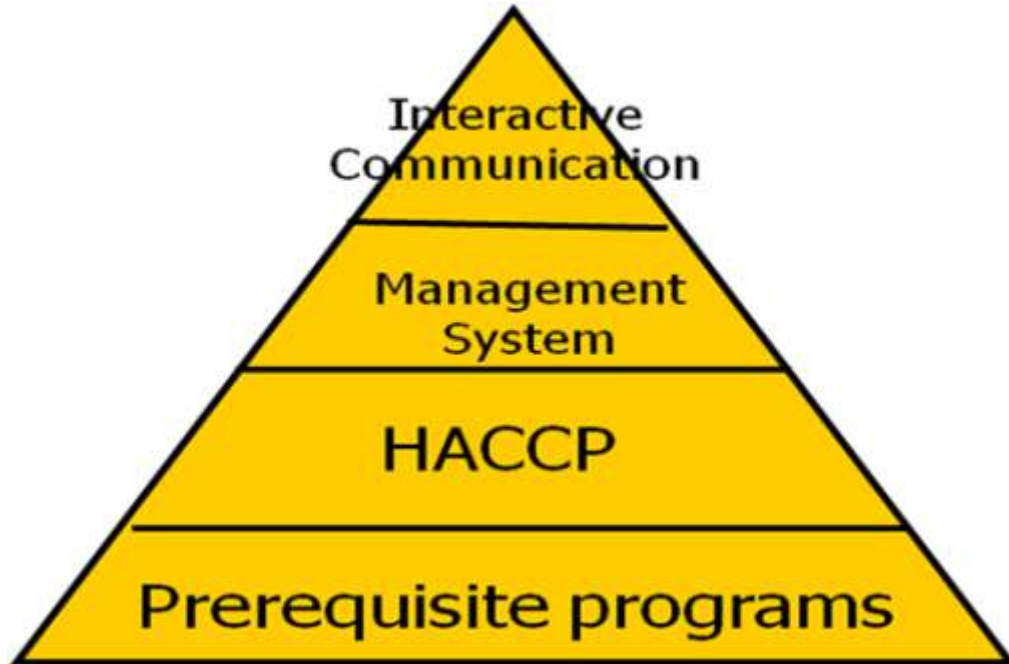 Interactive
Communication
Management
System
HACCP
Prerequisite programs